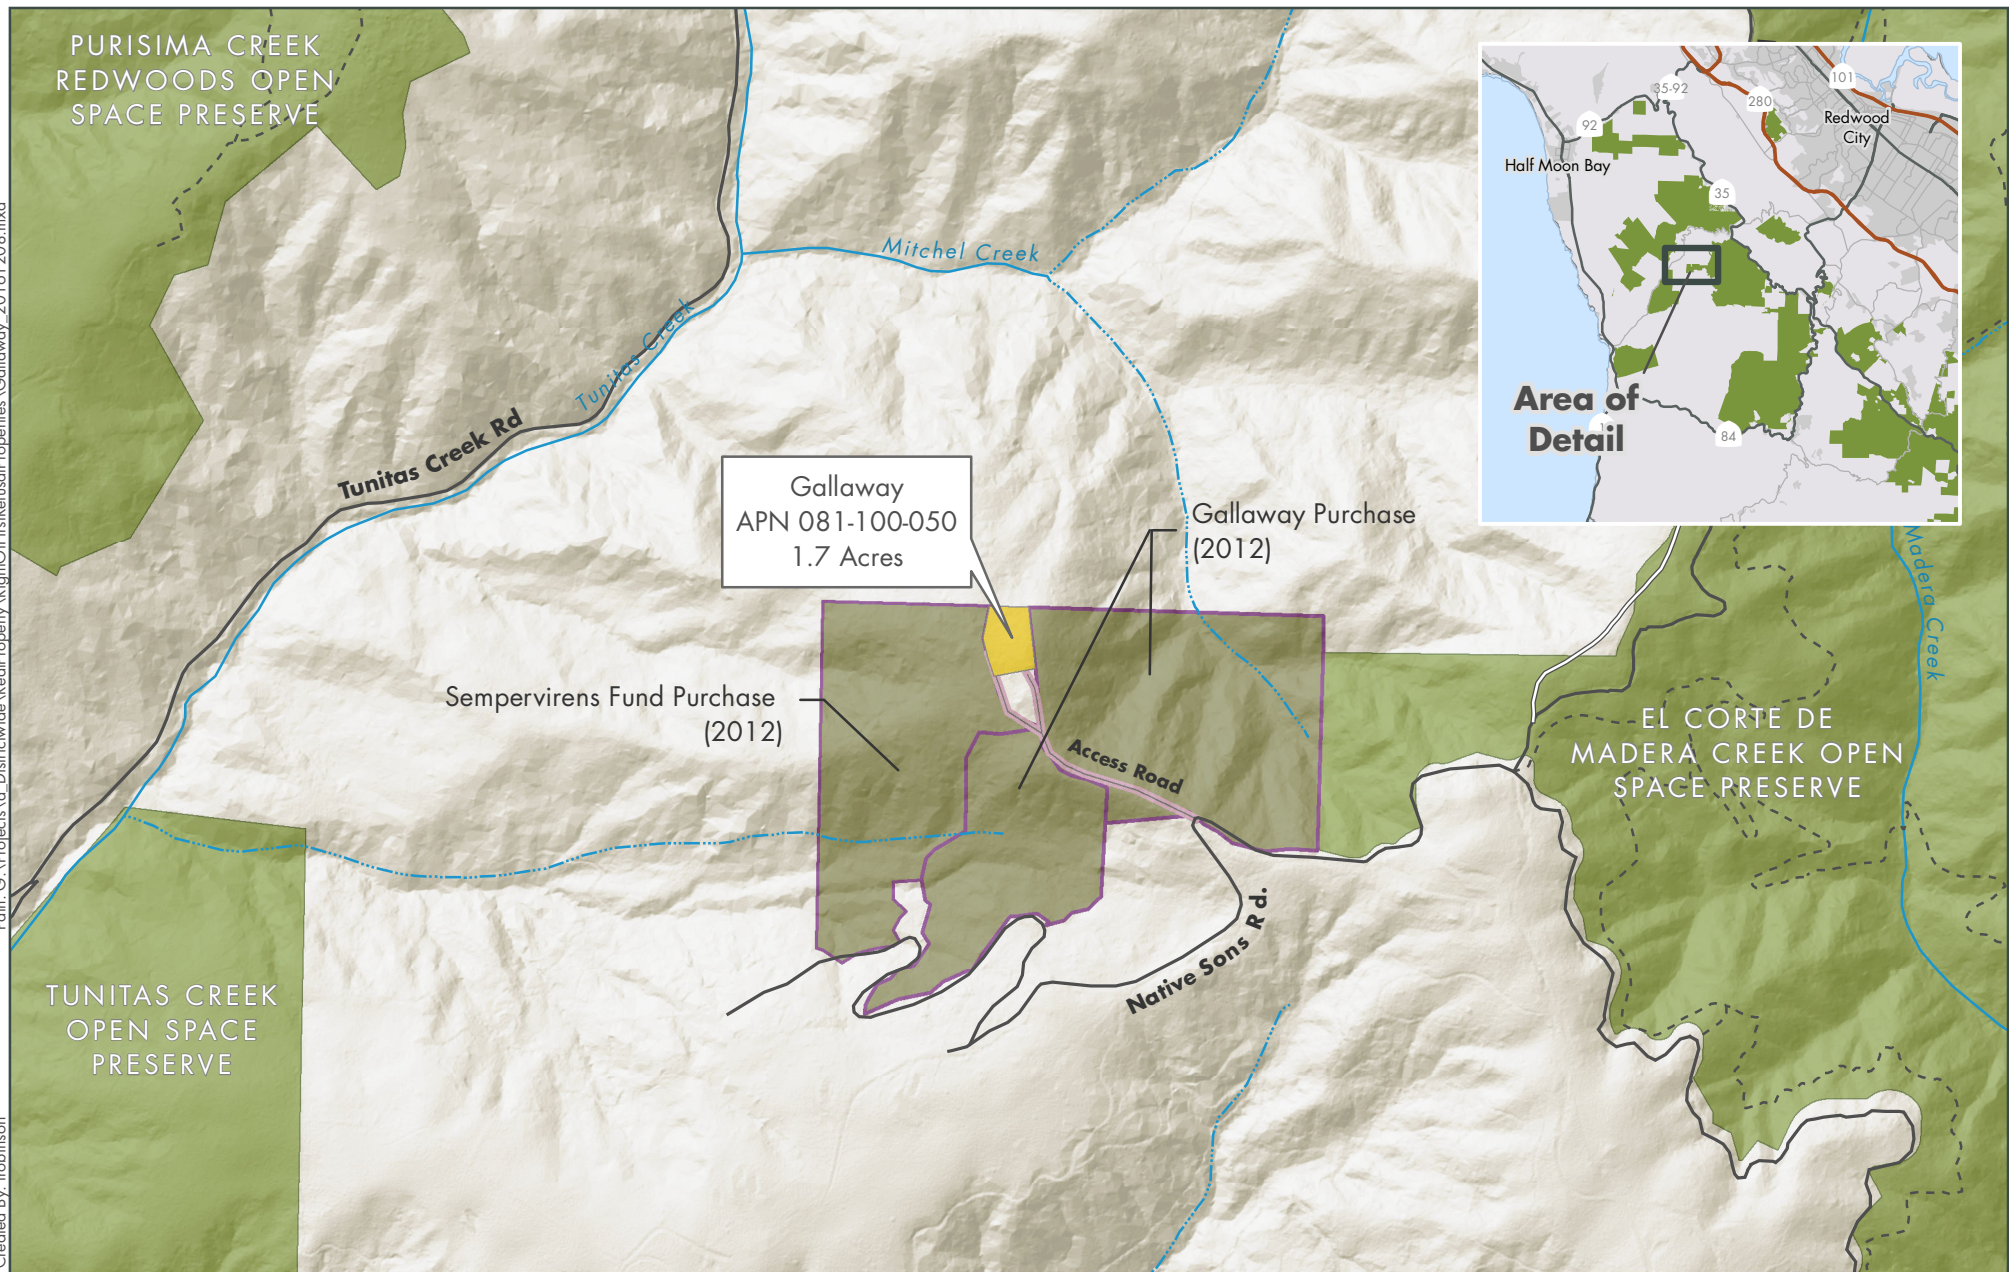 PURISIMA CREEK
REDWOODS OPEN
SPACE PRESERVE
Mitchel Creek
Tunitas Creek
Tunitas Creek Rd
Gallaway
APN 081-100-050
1.7 Acres
Gallaway Purchase
(2012)
Sempervirens Fund Purchase
(2012)
Access Road
Native Sons Rd.
EL CORTE DE
MADERA CREEK OPEN
SPACE PRESERVE
Madera Creek
TUNITAS CREEK
OPEN SPACE
PRESERVE
35-92
101
280
92
Redwood
City
Half Moon Bay
35
Area of
Detail
84